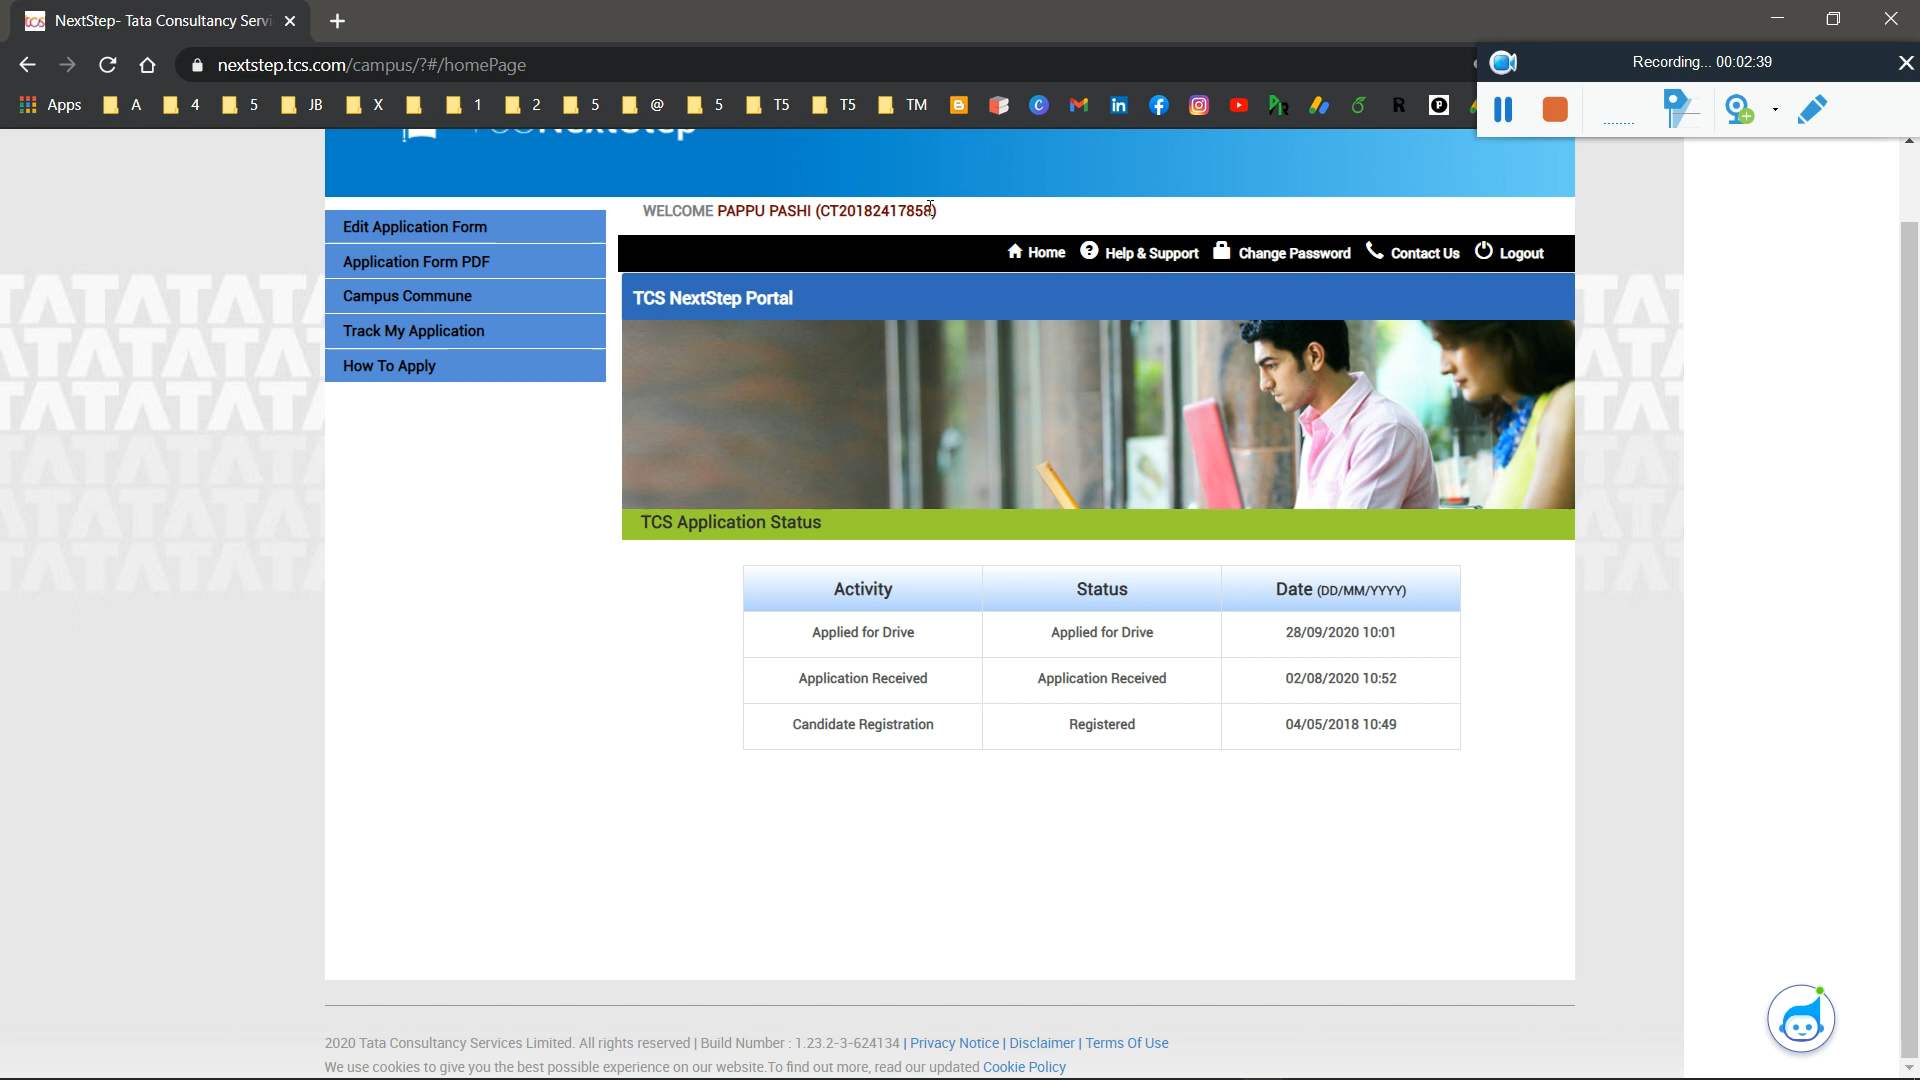 NextStep- Tata Consultancy Servi
nextstep.tcs.com/campus/?#/homePage
Recording... 00:02:39
Apps A 4 5 JB X 1 2 5 @ 5 T5 T5 TM
WELCOME PAPPU PASHI (CT20182417858)
Edit Application Form
Application Form PDF
Campus Commune
Track My Application
How To Apply
Home Help & Support Change Password Contact Us Logout
TCS NextStep Portal
TCS Application Status
Activity Status Date (DD/MM/YYYY)
Applied for Drive Applied for Drive 28/09/2020 10:01
Application Received Application Received 02/08/2020 10:52
Candidate Registration Registered 04/05/2018 10:49
2020 Tata Consultancy Services Limited. All rights reserved | Build Number : 1.23.2-3-624134 | Privacy Notice | Disclaimer | Terms Of Use
We use cookies to give you the best possible experience on our website.To find out more, read our updated Cookie Policy